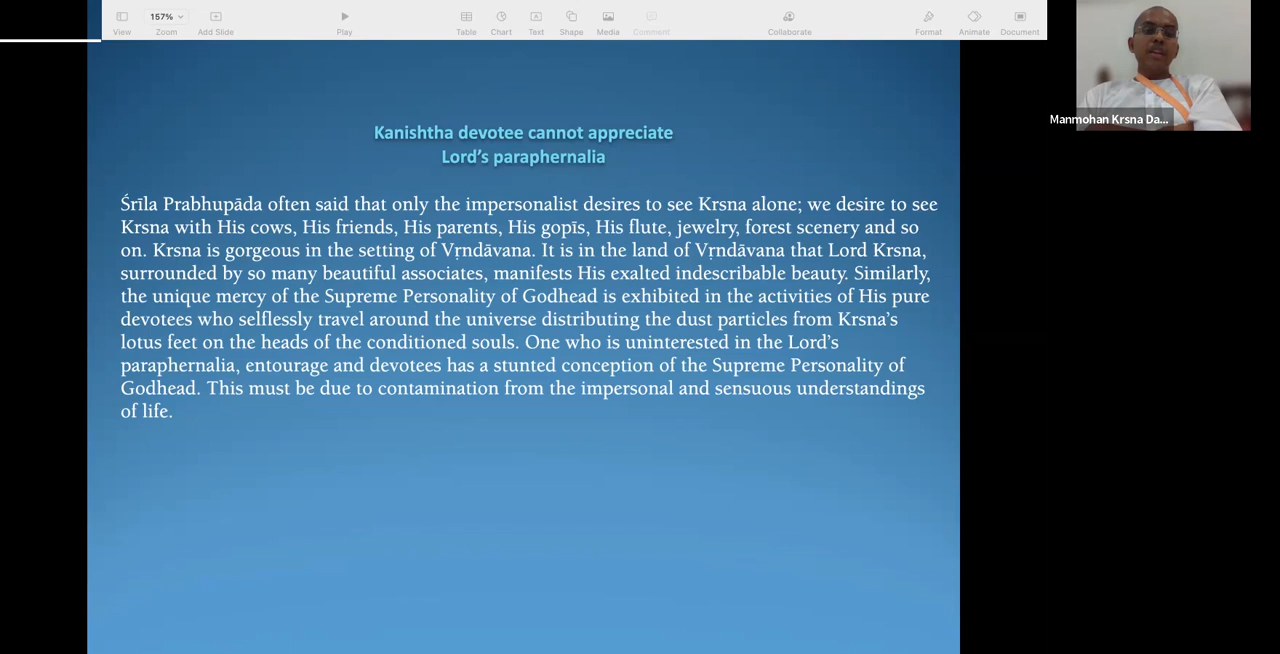 157%
View
Zoom
Add Slide
Play
Table
Chart
Text
Shape
Media
Comment
Collaborate
Format
Animate
Document
Manmohan Krsna Da...
Kanishtha devotee cannot appreciate
Lord's paraphernalia
Śrīla Prabhupāda often said that only the impersonalist desires to see Krsna alone; we desire to see
Krsna with His cows, His friends, His parents, His gopīs, His flute, jewelry, forest scenery and so
on. Krsna is gorgeous in the setting of Vṛndāvana. It is in the land of Vṛndāvana that Lord Krsna,
surrounded by so many beautiful associates, manifests His exalted indescribable beauty. Similarly,
the unique mercy of the Supreme Personality of Godhead is exhibited in the activities of His pure
devotees who selflessly travel around the universe distributing the dust particles from Krsna's
lotus feet on the heads of the conditioned souls. One who is uninterested in the Lord's
paraphernalia, entourage and devotees has a stunted conception of the Supreme Personality of
Godhead. This must be due to contamination from the impersonal and sensuous understandings
of life.